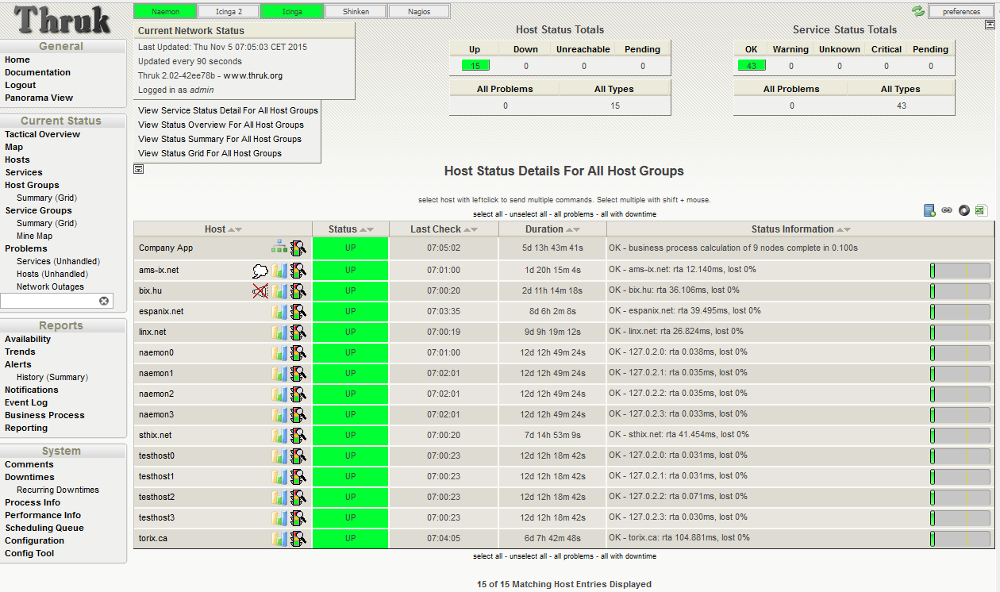 Thruk
General
Home
Documentation
Logout
Panorama View
Current Status
Tactical Overview
Map
Hosts
Services
Host Groups
Summary (Grid)
Service Groups
Summary (Grid)
Mine Map
Problems
Services (Unhandled)
Hosts (Unhandled)
Network Outages
Reports
Availability
Trends
Alerts
History (Summary)
Notifications
Event Log
Business Process
Reporting
System
Comments
Downtimes
Recurring Downtimes
Process Info
Performance Info
Scheduling Queue
Configuration
Config Tool
Naemon Icinga 2 Icinga Shinken Nagios preferences
Current Network Status
Last Updated: Thu Nov 5 07:05:03 CET 2015
Updated every 90 seconds
Thruk 2.02-42ee78b - www.thruk.org
Logged in as admin
View Service Status Detail For All Host Groups
View Status Overview For All Host Groups
View Status Summary For All Host Groups
View Status Grid For All Host Groups
Host Status Totals
Up Down Unreachable Pending
15 0 0 0
All Problems All Types
0 15
Service Status Totals
OK Warning Unknown Critical Pending
43 0 0 0 0
All Problems All Types
0 43
Host Status Details For All Host Groups
select host with leftclick to send multiple commands. Select multiple with shift + mouse.
select all - unselect all - all problems - all with downtime
Host Status Last Check Duration Status Information
Company App UP 07:05:02 5d 13h 43m 41s OK - business process calculation of 9 nodes complete in 0.100s
ams-ix.net UP 07:01:00 1d 20h 15m 4s OK - ams-ix.net: rta 12.140ms, lost 0%
bix.hu UP 07:00:20 2d 11h 14m 18s OK - bix.hu: rta 36.106ms, lost 0%
espanix.net UP 07:03:35 8d 6h 2m 8s OK - espanix.net: rta 39.495ms, lost 0%
linx.net UP 07:00:19 9d 9h 19m 12s OK - linx.net: rta 26.824ms, lost 0%
naemon0 UP 07:01:00 12d 12h 49m 24s OK - 127.0.2.0: rta 0.038ms, lost 0%
naemon1 UP 07:02:01 12d 12h 49m 24s OK - 127.0.2.1: rta 0.035ms, lost 0%
naemon2 UP 07:02:01 12d 12h 49m 24s OK - 127.0.2.2: rta 0.035ms, lost 0%
naemon3 UP 07:02:01 12d 12h 49m 24s OK - 127.0.2.3: rta 0.033ms, lost 0%
sthix.net UP 07:00:20 7d 14h 53m 9s OK - sthix.net: rta 41.454ms, lost 0%
testhost0 UP 07:00:23 12d 12h 18m 42s OK - 127.0.2.0: rta 0.031ms, lost 0%
testhost1 UP 07:00:23 12d 12h 18m 42s OK - 127.0.2.1: rta 0.031ms, lost 0%
testhost2 UP 07:00:23 12d 12h 18m 42s OK - 127.0.2.2: rta 0.071ms, lost 0%
testhost3 UP 07:00:23 12d 12h 18m 42s OK - 127.0.2.3: rta 0.030ms, lost 0%
torix.ca UP 07:04:05 6d 7h 42m 48s OK - torix.ca: rta 104.881ms, lost 0%
select all - unselect all - all problems - all with downtime
15 of 15 Matching Host Entries Displayed